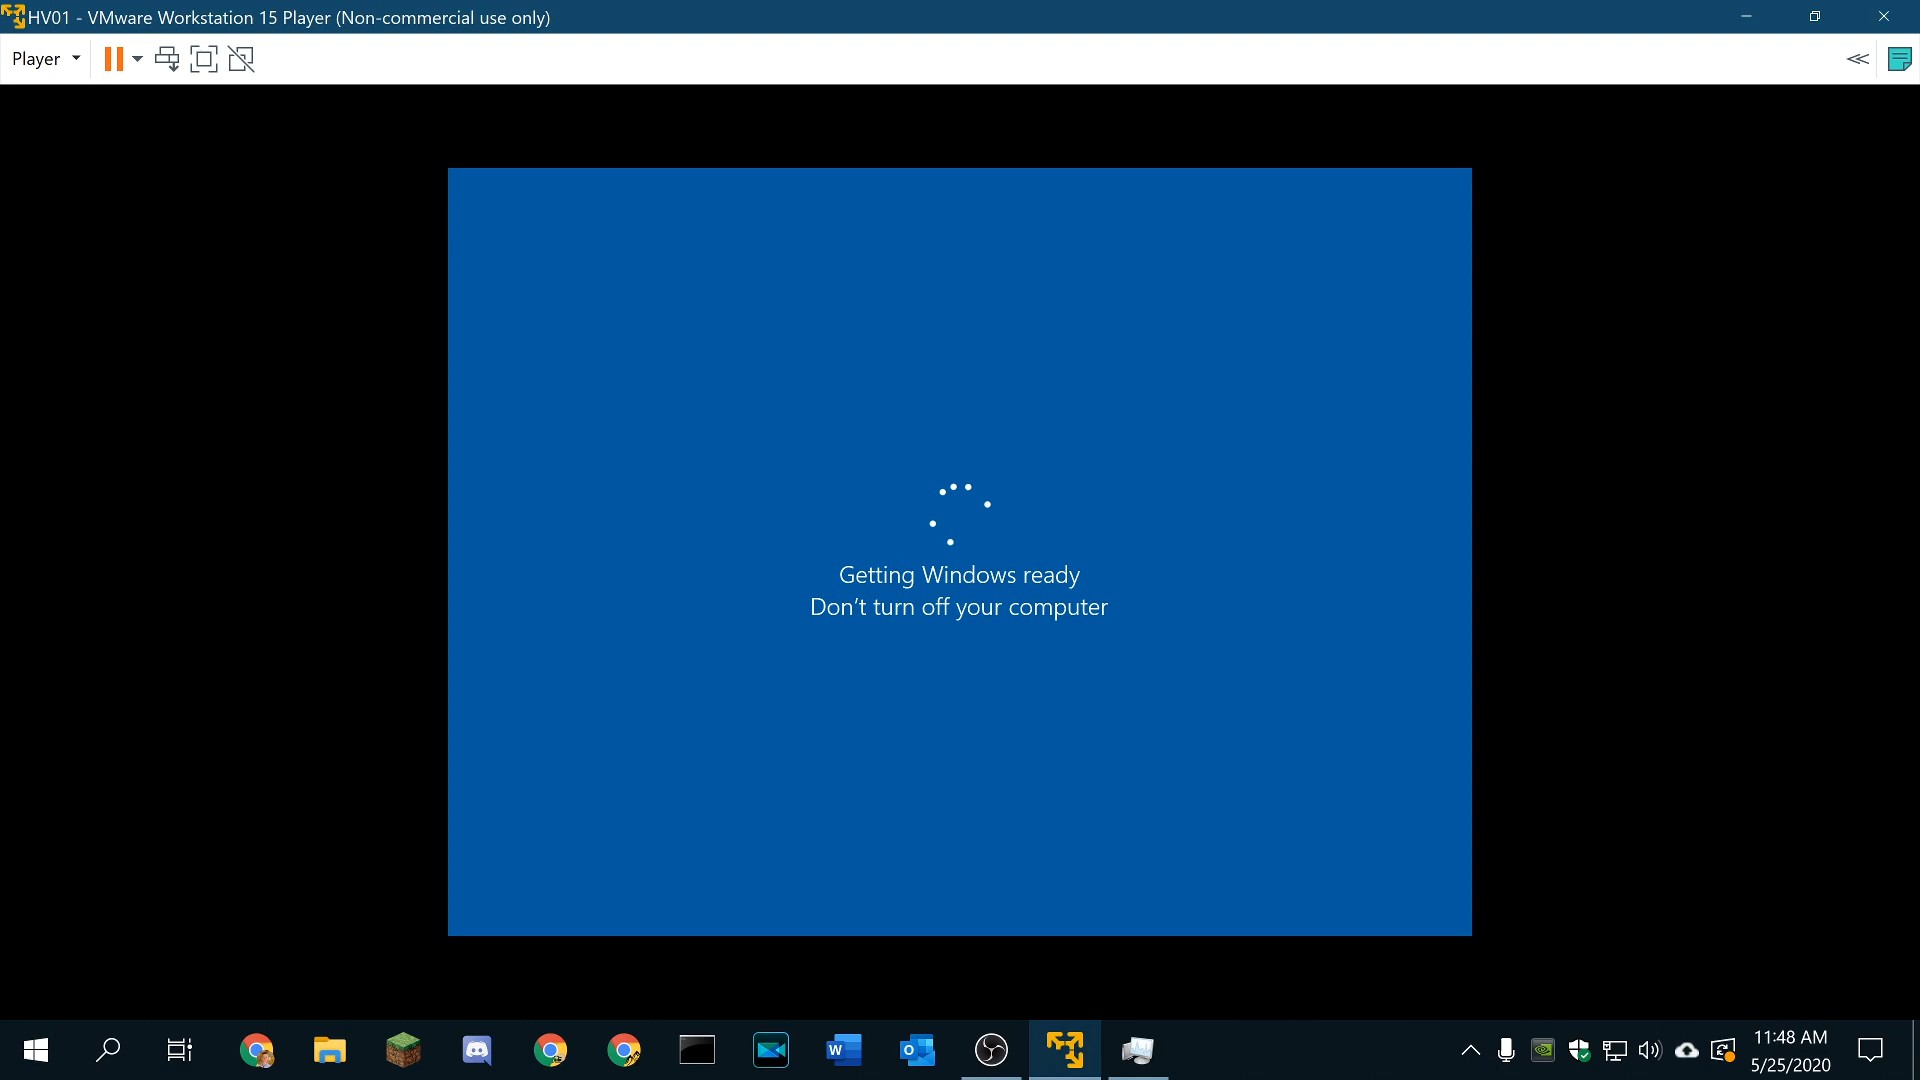 HV01 - VMware Workstation 15 Player (Non-commercial use only)
Player
Getting Windows ready
Don't turn off your computer
W
O
11:48 AM
5/25/2020